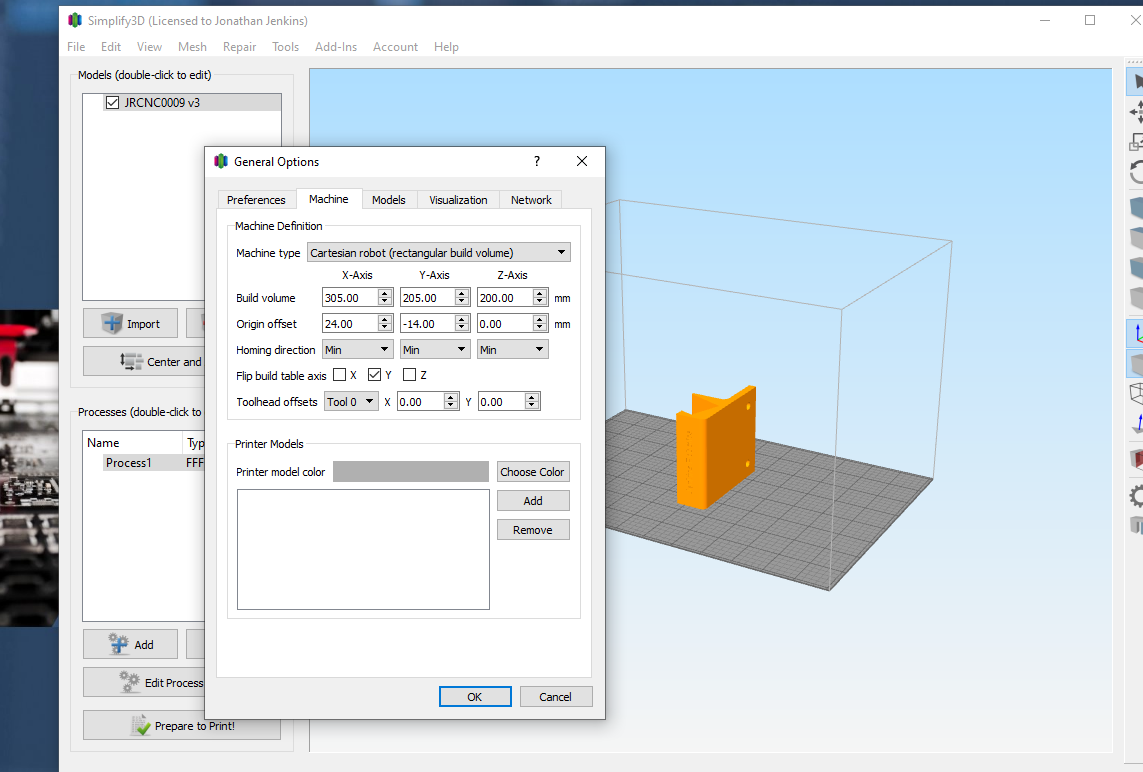 Simplify3D (Licensed to Jonathan Jenkins)
File Edit View Mesh Repair Tools Add-Ins Account Help
Models (double-click to edit)
JRCNC0009 v3
Import
Center and
Processes (double-click to
Name Typ
Process1 FFF
Add
Edit Process
Prepare to Print!
General Options ?
Preferences Machine Models Visualization Network
Machine Definition
Machine type Cartesian robot (rectangular build volume)
X-Axis Y-Axis Z-Axis
Build volume 305.00 205.00 200.00 mm
Origin offset 24.00 -14.00 0.00 mm
Homing direction Min Min Min
Flip build table axis X Y Z
Toolhead offsets Tool 0 X 0.00 Y 0.00
Printer Models
Printer model color Choose Color
Add
Remove
OK Cancel